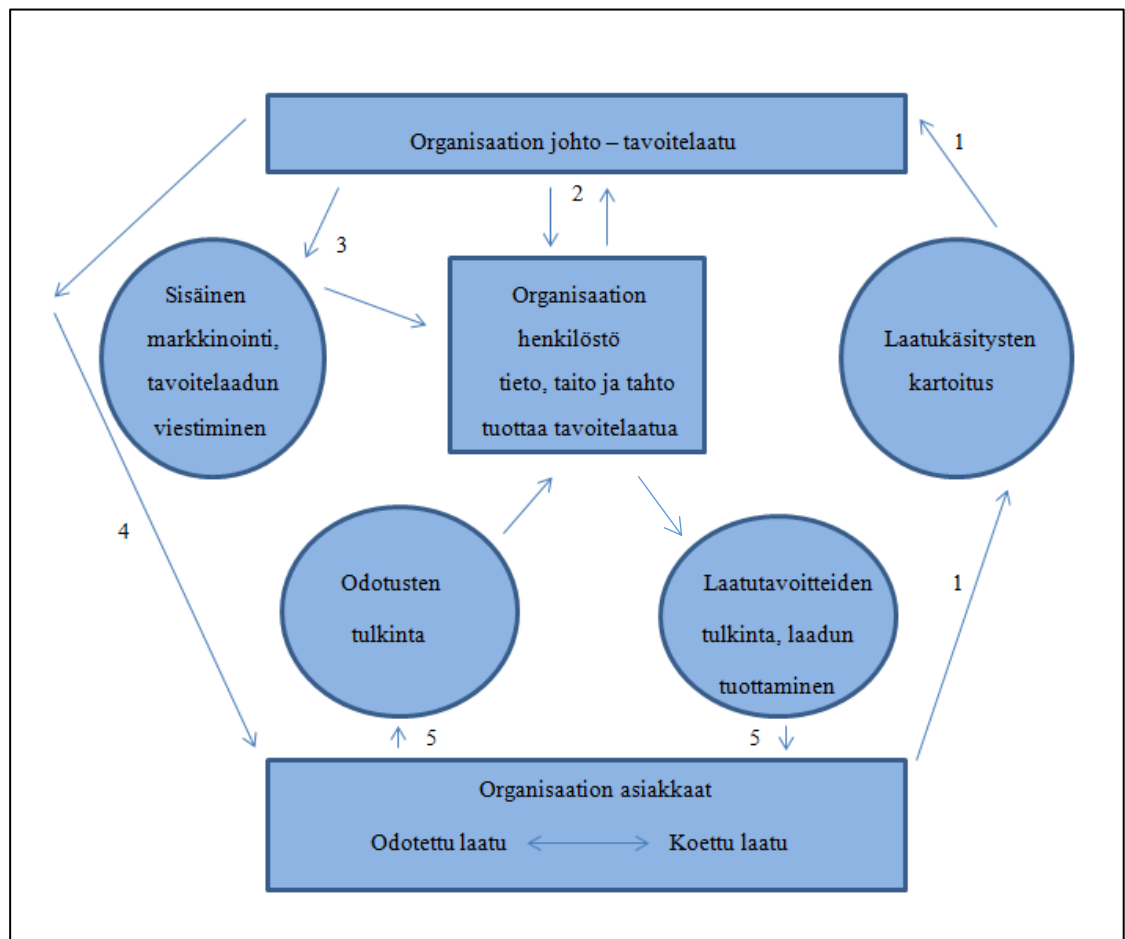 Organisaation johto – tavoitelaatu
1
2
3
Sisäinen
markkinointi,
tavoitelaadun
viestiminen
Organisaation
henkilöstö
tieto, taito ja tahto
tuottaa tavoitelaatua
Laatukäsitysten
kartoitus
4
Odotusten
tulkinta
Laatutavoitteiden
tulkinta, laadun
tuottaminen
1
5
5
Organisaation asiakkaat
Odotettu laatu
Koettu laatu